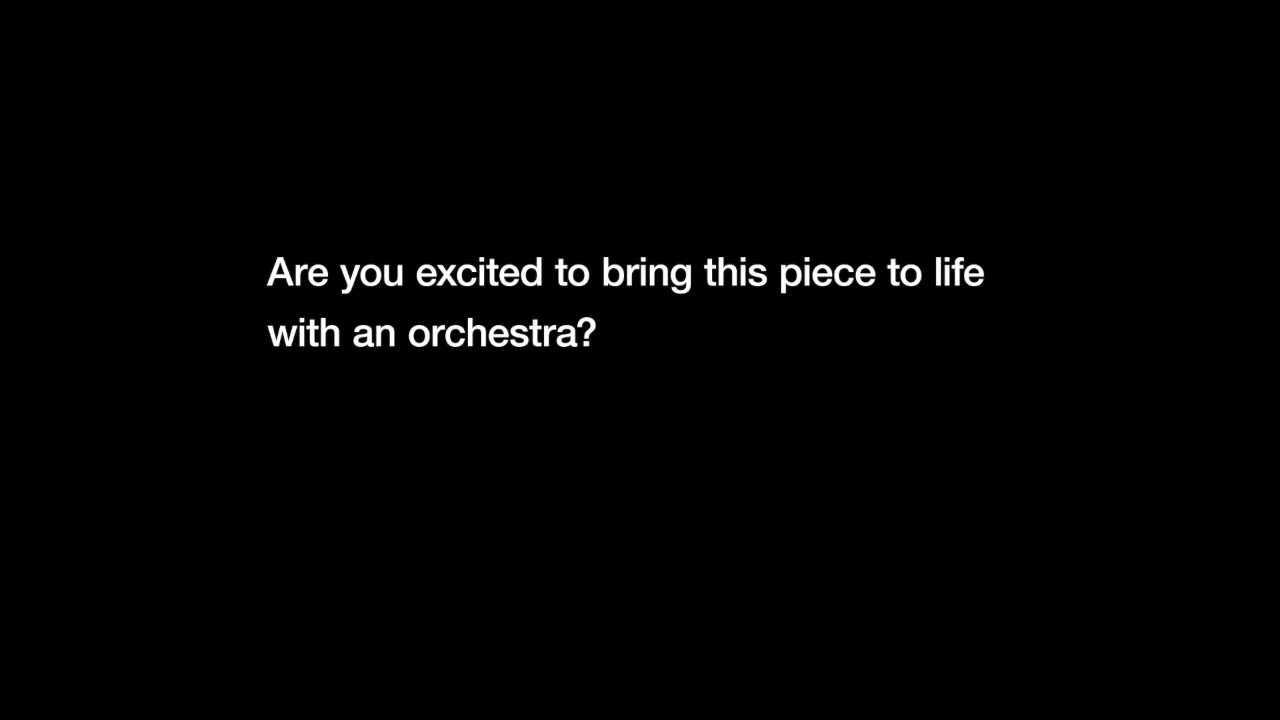 Are you excited to bring this piece to life
with an orchestra?